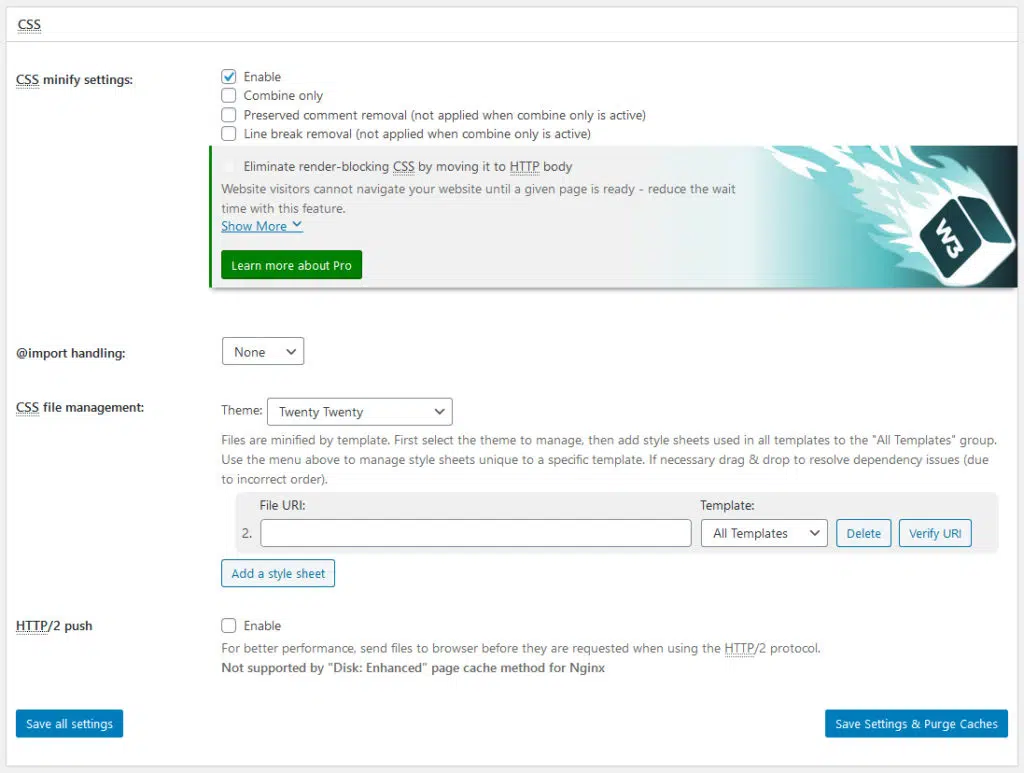 CSS
CSS minify settings:
Enable
Combine only
Preserved comment removal (not applied when combine only is active)
Line break removal (not applied when combine only is active)
Eliminate render-blocking CSS by moving it to HTTP body
Website visitors cannot navigate your website until a given page is ready - reduce the wait
time with this feature.
Show More
Learn more about Pro
W3
@import handling:
None
CSS file management:
Theme: Twenty Twenty
Files are minified by template. First select the theme to manage, then add style sheets used in all templates to the "All Templates" group.
Use the menu above to manage style sheets unique to a specific template. If necessary drag & drop to resolve dependency issues (due
to incorrect order).
File URI: Template:
2. All Templates Delete Verify URI
Add a style sheet
HTTP/2 push
Enable
For better performance, send files to browser before they are requested when using the HTTP/2 protocol.
Not supported by "Disk: Enhanced" page cache method for Nginx
Save all settings Save Settings & Purge Caches